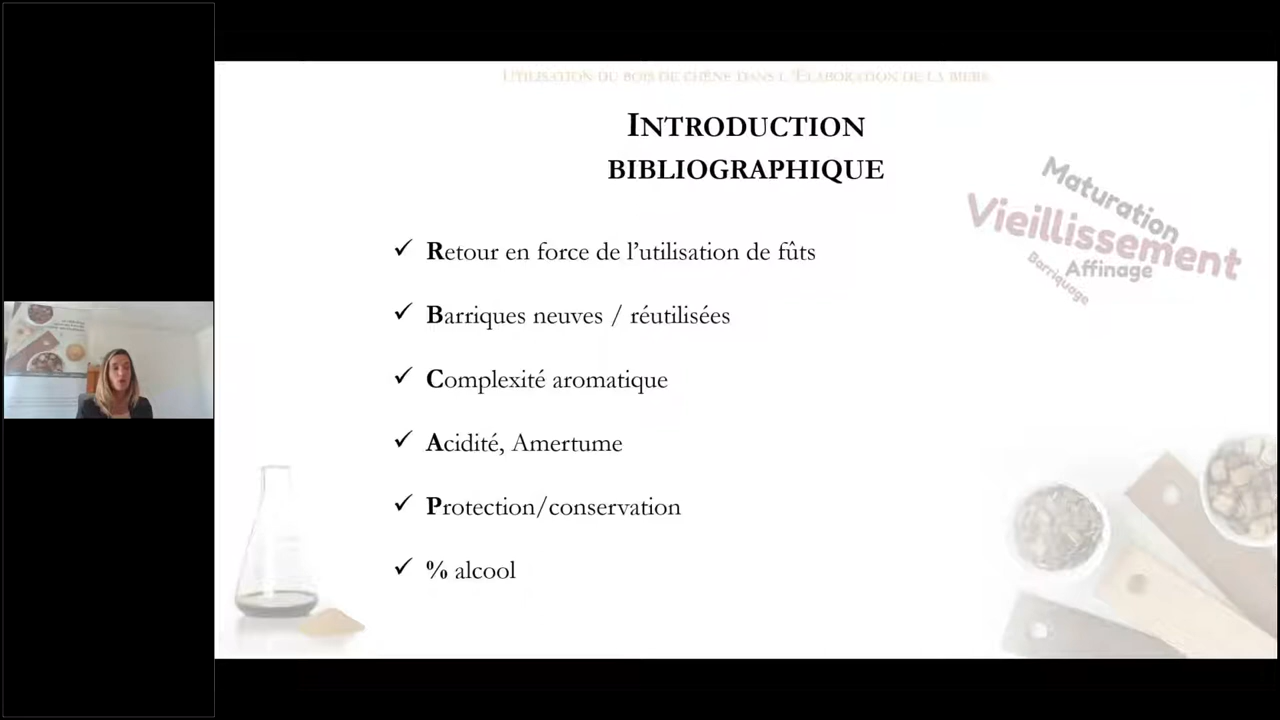 UTILISATION DU BOIS DE CHÊNE DANS L'ÉLABORATION DE LA BIÈRE
INTRODUCTION
BIBLIOGRAPHIQUE
Maturation
Vieillissement
Affinage
Barriquage
✓ Retour en force de l’utilisation de fûts
✓ Barriques neuves / réutilisées
✓ Complexité aromatique
✓ Acidité, Amertume
✓ Protection/conservation
✓ % alcool